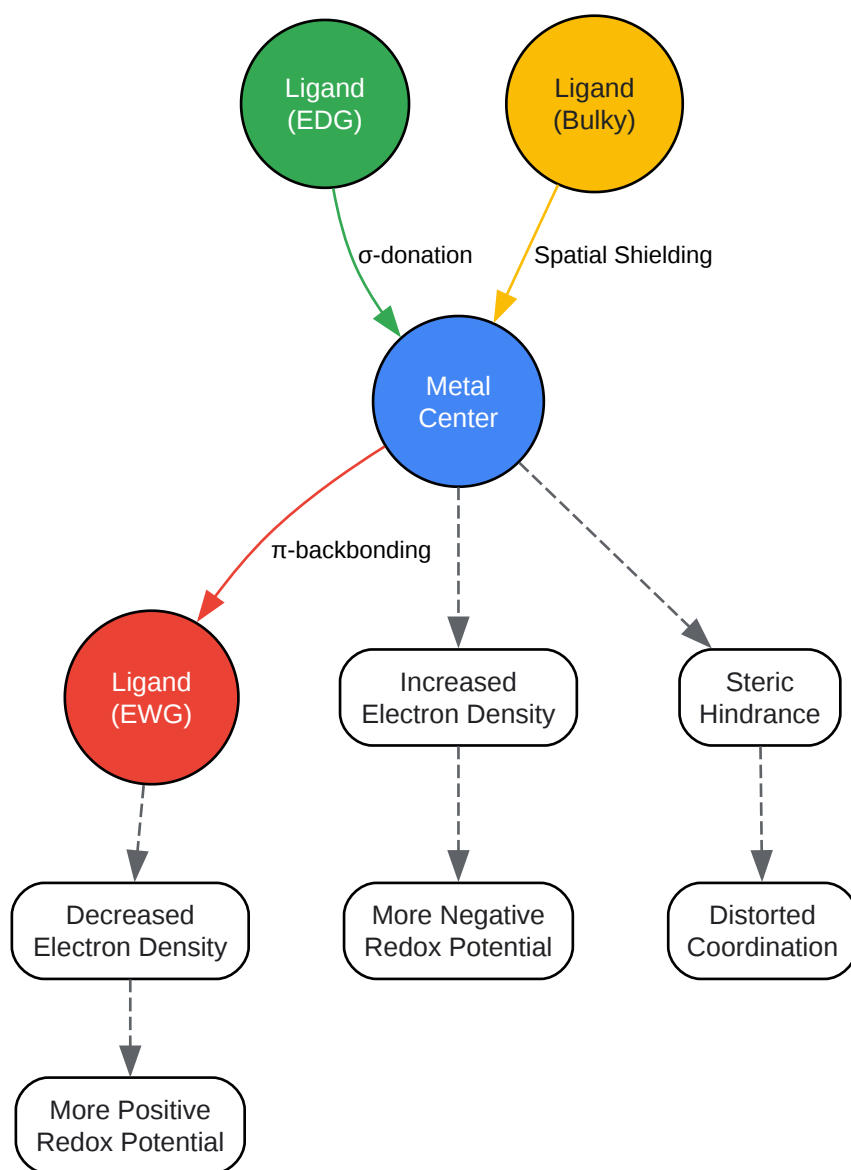 Ligand
(EDG)
Ligand
(Bulky)
σ-donation
Spatial Shielding
Metal
Center
π-backbonding
Ligand
(EWG)
Increased
Electron Density
Steric
Hindrance
Decreased
Electron Density
More Negative
Redox Potential
Distorted
Coordination
More Positive
Redox Potential